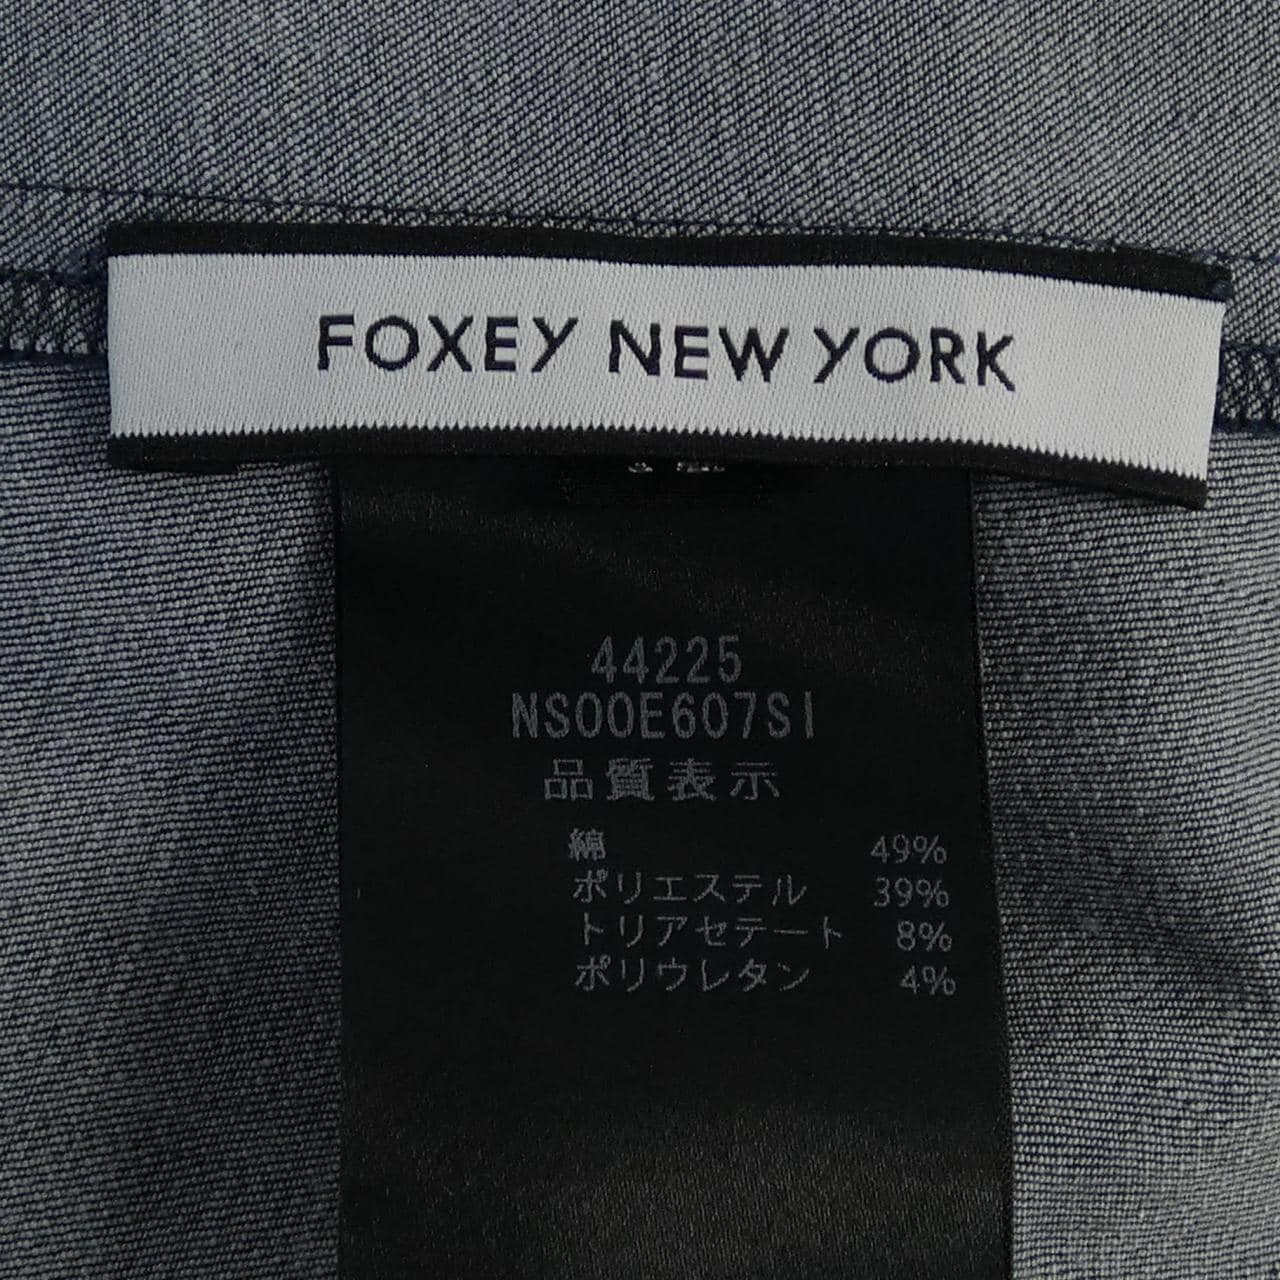 FOXEY NEW YORK
44225
NS00E607SI
品質表示
綿 49%
ポリエステル 39%
トリアセテート 8%
ポリウレタン 4%